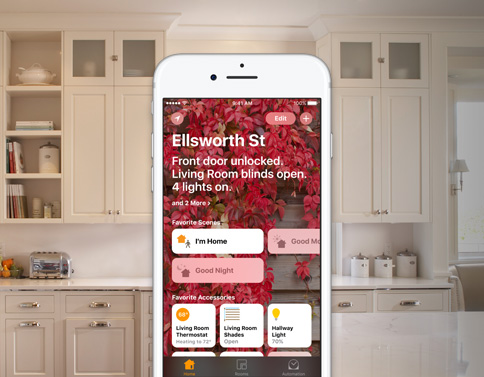 9:41 AM 100%
Edit
Ellsworth St
Front door unlocked.
Living Room blinds open.
4 lights on.
and 2 More >
Favorite Scenes
I'm Home
Good Mo
Good Night
Favorite Accessories
68°
Living Room
Thermostat
Heating to 72°
Living Room
Shades
Open
Hallway
Light
70%
Home Rooms Automation